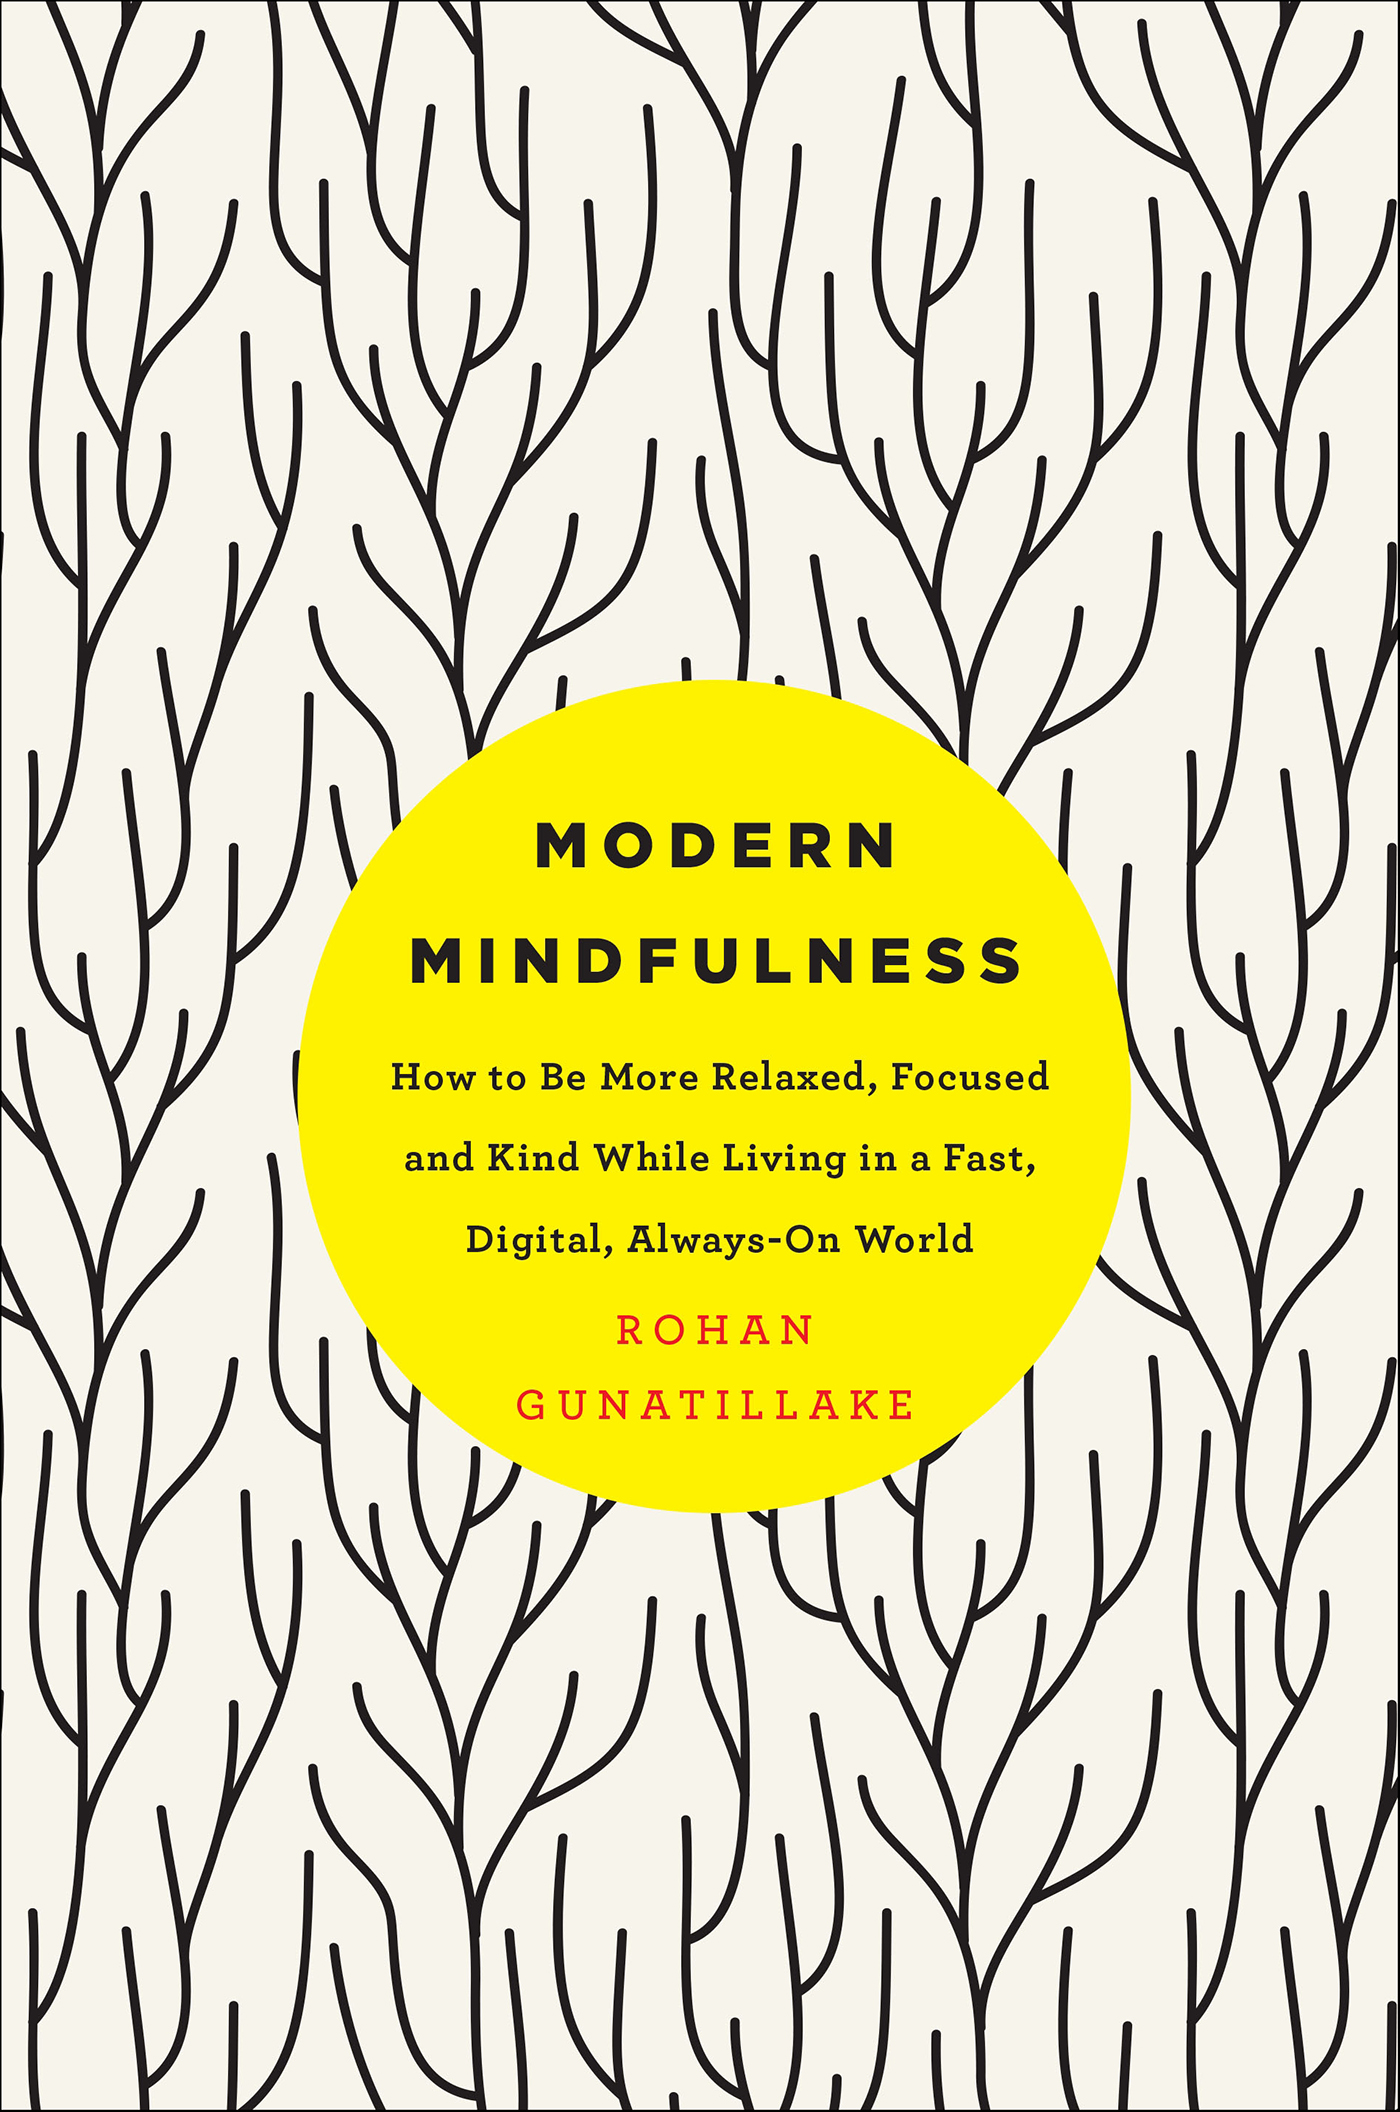 MODERN
MINDFULNESS
How to Be More Relaxed, Focused
and Kind While Living in a Fast,
Digital, Always-On World
ROHAN
GUNATILLAKE